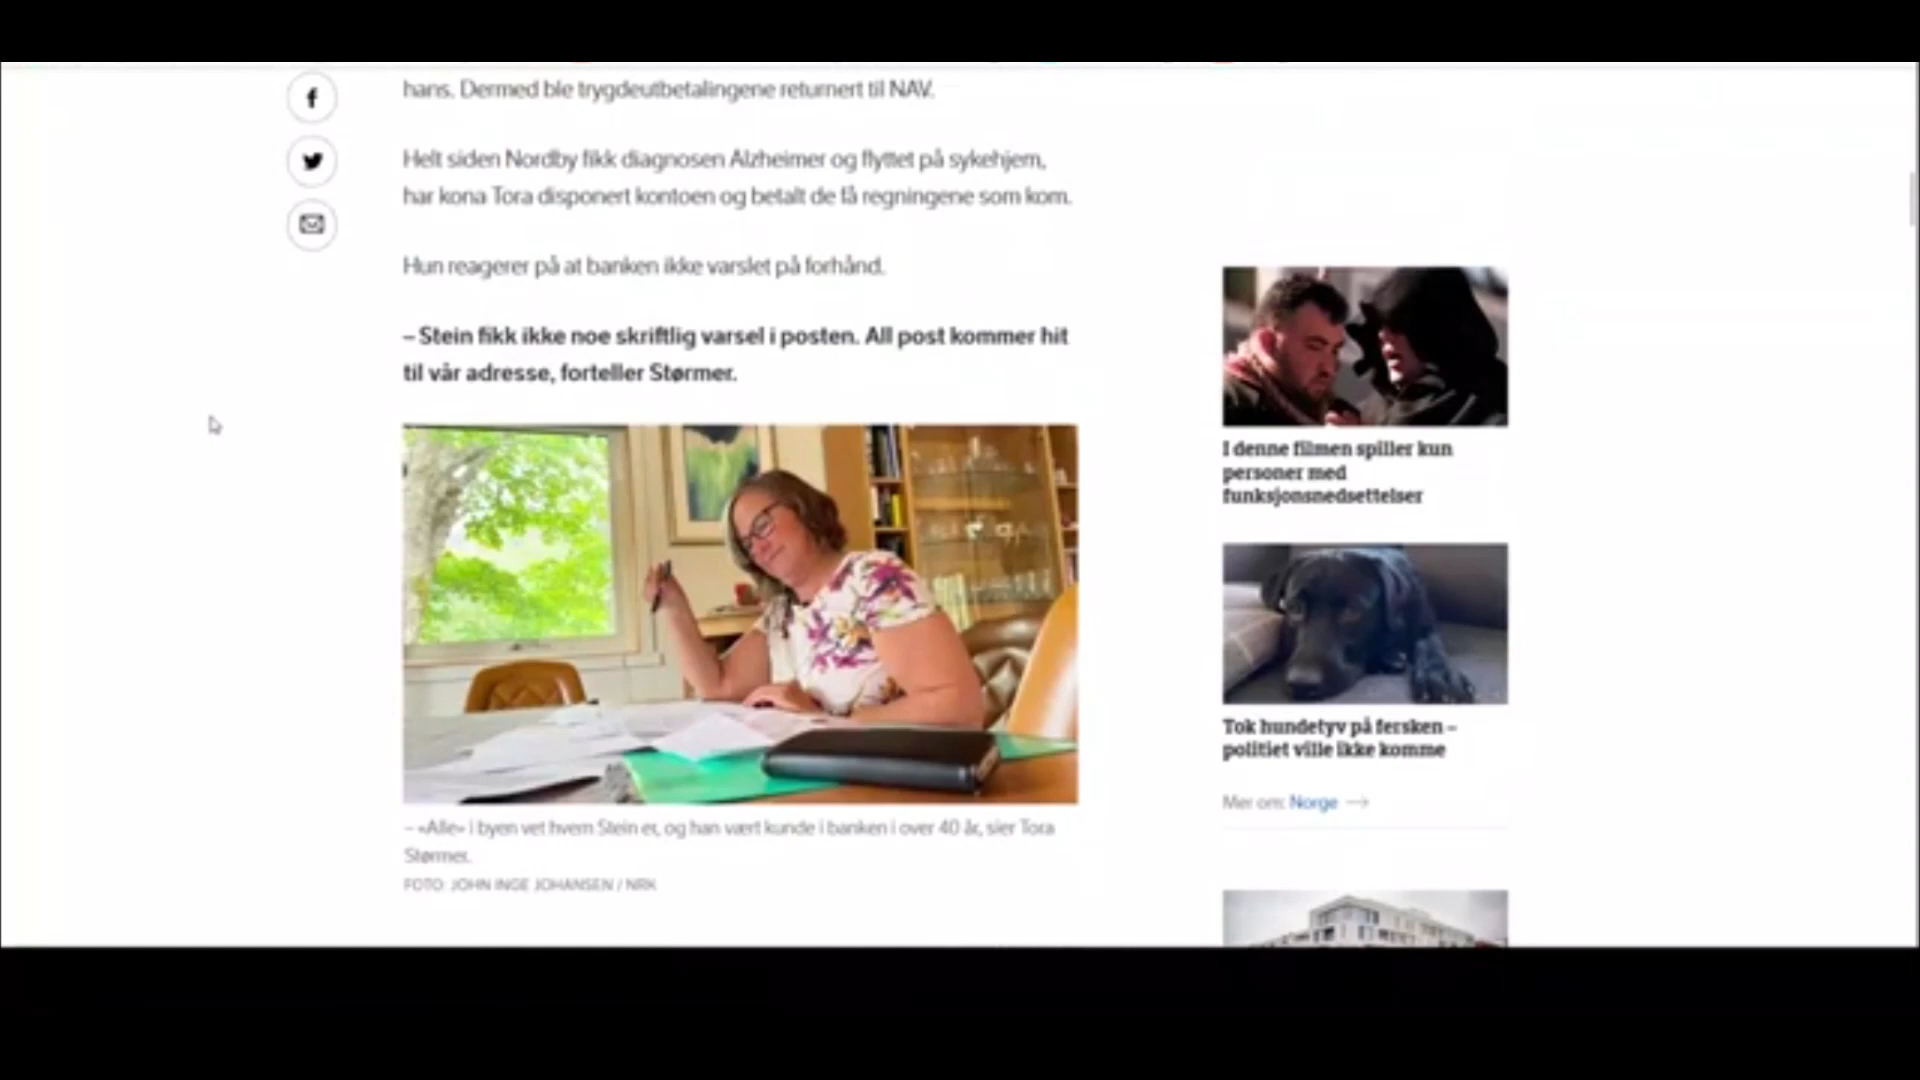 hans. Dermed ble trygdeutbetalingene returnert til NAV.
Helt siden Nordby fikk diagnosen Alzheimer og flyttet på sykehjem,
har kona Tora disponert kontoen og betalt de få regningene som kom.
Hun reagerer på at banken ikke varslet på forhånd.
– Stein fikk ikke noe skriftlig varsel i posten. All post kommer hit
til vår adresse, forteller Størmer.
– «Alle» i byen vet hvem Stein er, og han vært kunde i banken i over 40 år, sier Tora
Størmer.
FOTO: JOHN INGE JOHANSEN / NRK
I denne filmen spiller kun
personer med
funksjonsnedsettelser
Tok hundetyv på fersken –
politiet ville ikke komme
Mer om: Norge →